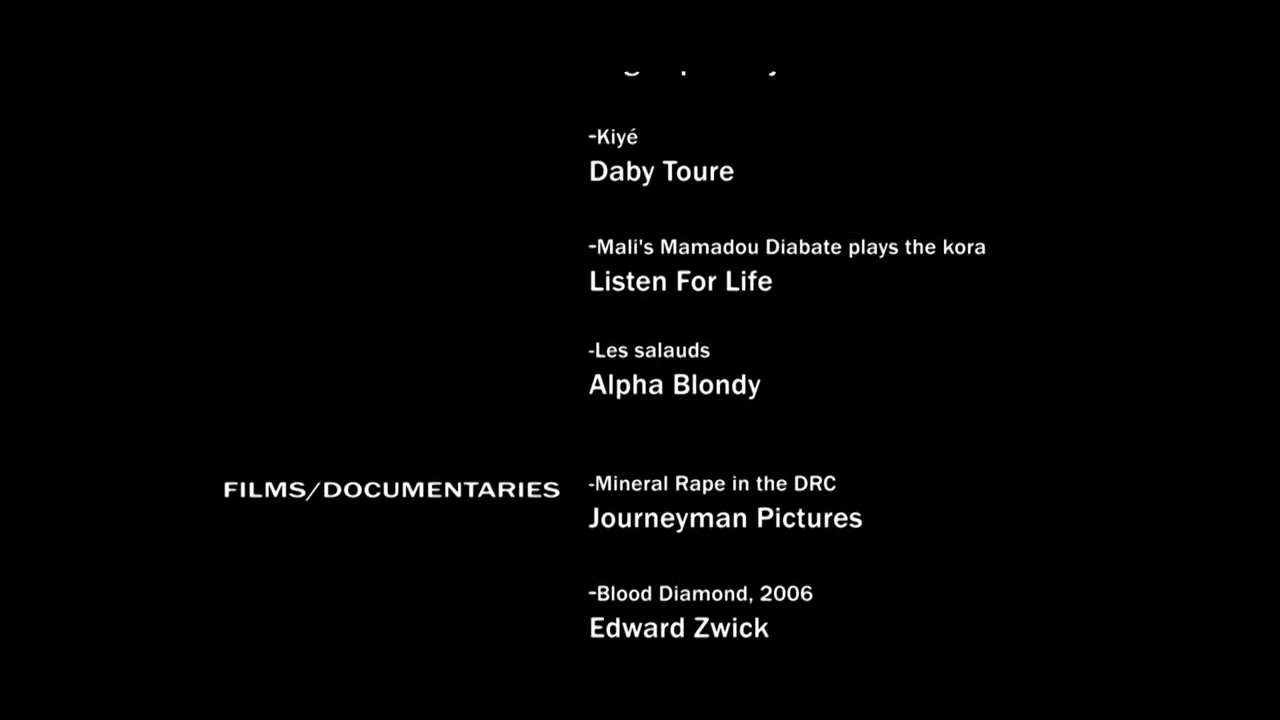 -Kiyé
Daby Toure
-Mali's Mamadou Diabate plays the kora
Listen For Life
-Les salauds
Alpha Blondy
FILMS/DOCUMENTARIES
-Mineral Rape in the DRC
Journeyman Pictures
-Blood Diamond, 2006
Edward Zwick